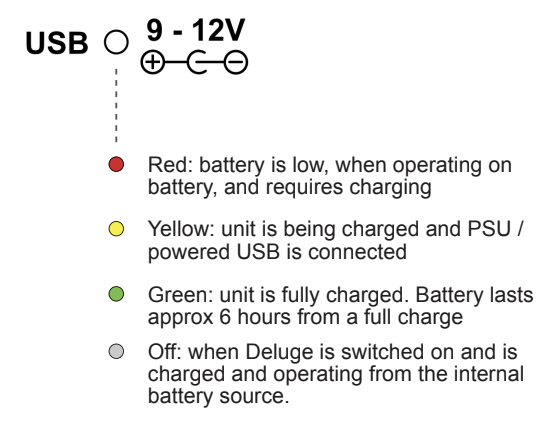 USB 9 - 12V
Red: battery is low, when operating on
battery, and requires charging
Yellow: unit is being charged and PSU /
powered USB is connected
Green: unit is fully charged. Battery lasts
approx 6 hours from a full charge
Off: when Deluge is switched on and is
charged and operating from the internal
battery source.